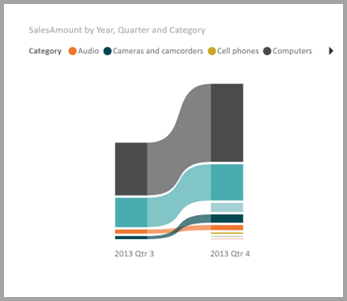 SalesAmount by Year, Quarter and Category
Category Audio Cameras and camcorders Cell phones Computers
2013 Qtr 3 2013 Qtr 4